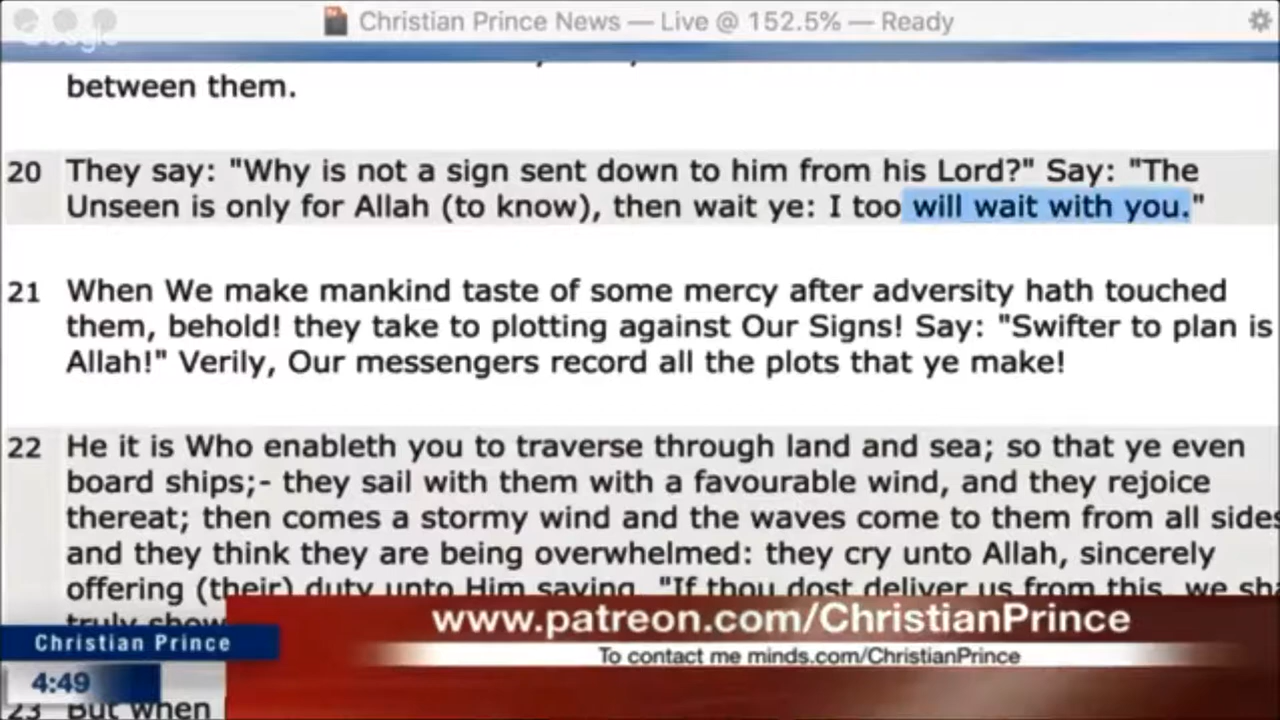 Christian Prince News — Live @ 152.5% — Ready
Google
between them.
20 They say: "Why is not a sign sent down to him from his Lord?" Say: "The
Unseen is only for Allah (to know), then wait ye: I too will wait with you."
21 When We make mankind taste of some mercy after adversity hath touched
them, behold! they take to plotting against Our Signs! Say: "Swifter to plan is
Allah!" Verily, Our messengers record all the plots that ye make!
22 He it is Who enableth you to traverse through land and sea; so that ye even
board ships;- they sail with them with a favourable wind, and they rejoice
thereat; then comes a stormy wind and the waves come to them from all sides
and they think they are being overwhelmed: they cry unto Allah, sincerely
offering (their) duty unto Him saying, "If thou dost deliver us from this, we sha
truly show
23 But when
www.patreon.com/ChristianPrince
To contact me minds.com/ChristianPrince
Christian Prince
4:49